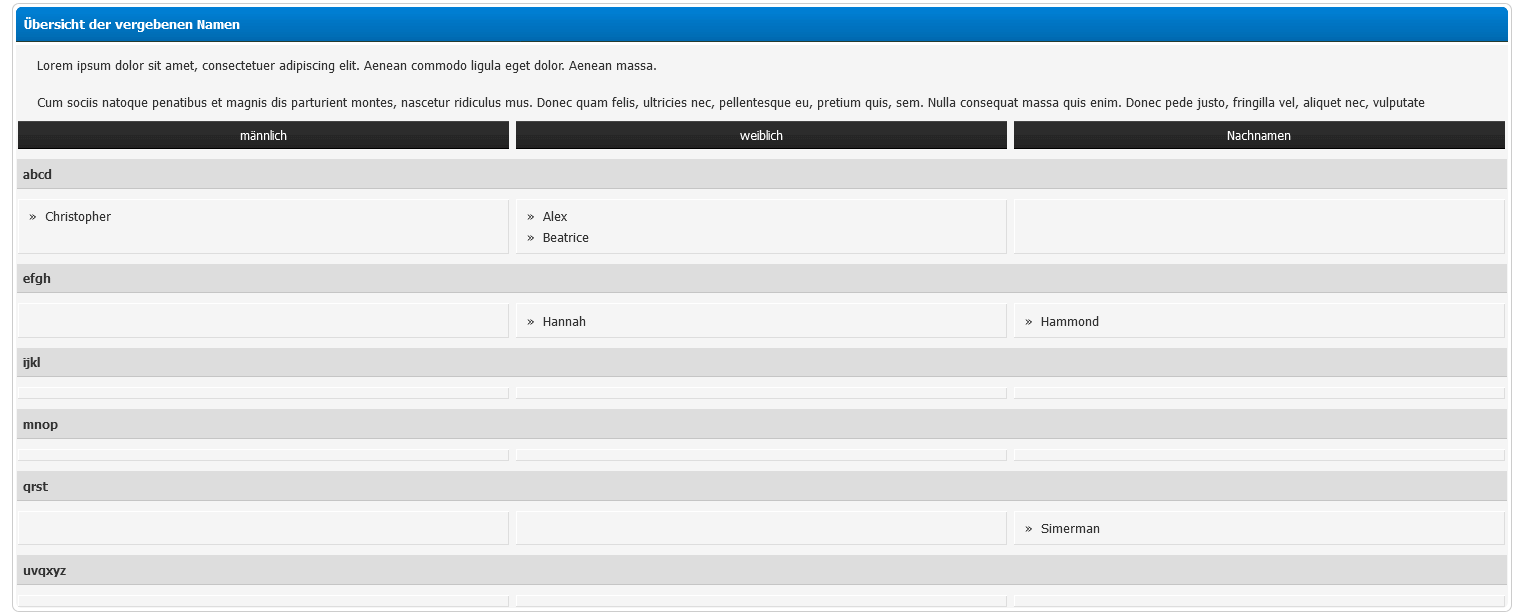 Übersicht der vergebenen Namen
Lorem ipsum dolor sit amet, consectetuer adipiscing elit. Aenean commodo ligula eget dolor. Aenean massa.
Cum sociis natoque penatibus et magnis dis parturient montes, nascetur ridiculus mus. Donec quam felis, ultricies nec, pellentesque eu, pretium quis, sem. Nulla consequat massa quis enim. Donec pede justo, fringilla vel, aliquet nec, vulputate
männlich weiblich Nachnamen
abcd
» Christopher » Alex
» Beatrice
efgh
» Hannah » Hammond
ijkl
mnop
qrst
» Simerman
uvqxyz